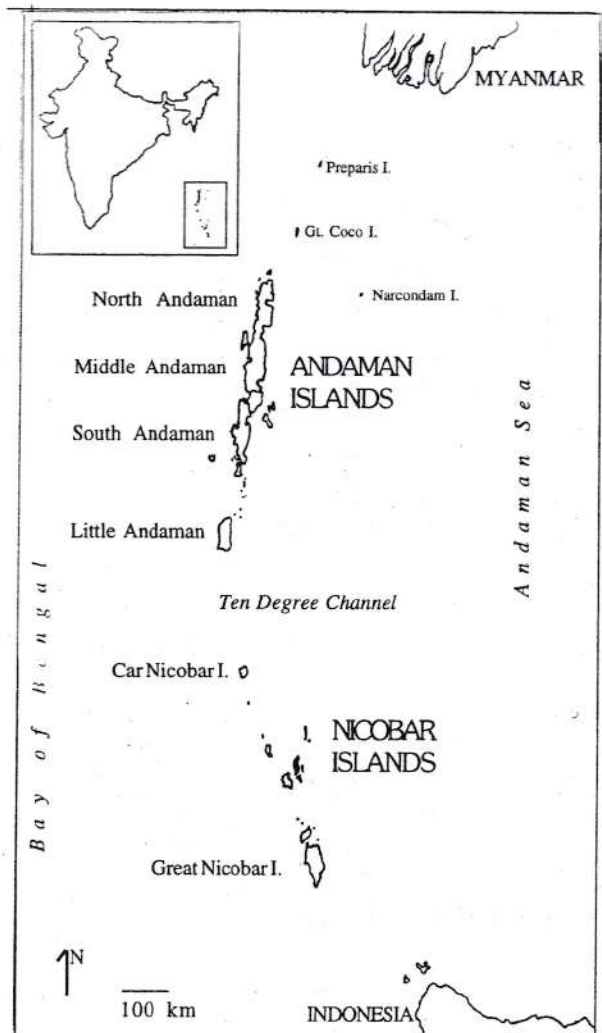 MYANMAR
Preparis I.
Gt. Coco I.
North Andaman
Narcondam I.
Middle Andaman
ANDAMAN
ISLANDS
South Andaman
Andaman Sea
Little Andaman
Ten Degree Channel
Bay of Bengal
Car Nicobar I.
NICOBAR
ISLANDS
Great Nicobar I.
N
100 km
INDONESIA